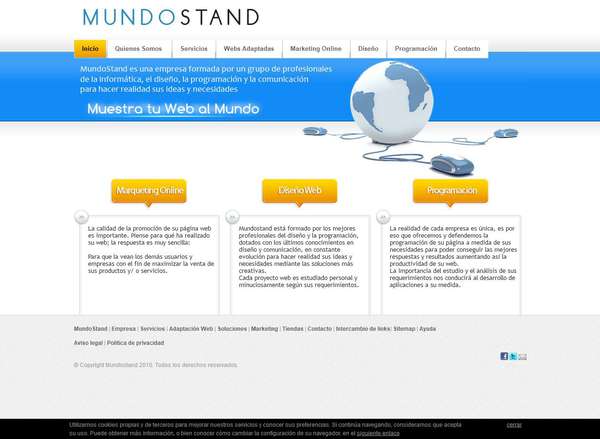 MUNDOSTAND
Inicio Quienes Somos Servicios Webs Adaptadas Marketing Online Diseño Programación Contacto
MundoStand es una empresa formada por un grupo de profesionales
de la informática, el diseño, la programación y la comunicación
para hacer realidad sus ideas y necesidades
Muestra tu Web al Mundo
Marqueting Online
La calidad de la promoción de su página web
es importante. Piense para qué ha realizado
su web; la respuesta es muy sencilla:
Para que la vean los demás usuarios y
empresas con el fin de maximizar la venta de
sus productos y/ o servicios.
Diseño Web
Mundostand está formado por los mejores
profesionales del diseño y la programación,
dotados con los últimos conocimientos en
diseño y comunicación, en constante
evolución para hacer realidad sus ideas y
necesidades mediante las soluciones más
creativas.
Cada proyecto web es estudiado personal y
minuciosamente según sus requerimientos.
Programación
La realidad de cada empresa es única, es por
eso que ofrecemos y defendemos la
programación de su página a medida de sus
necesidades para poder conseguir las mejores
respuestas y resultados aumentando así la
productividad de su web.
La importancia del estudio y el análisis de sus
requerimientos nos conducirá al desarrollo de
aplicaciones a su medida.
MundoStand | Empresa | Servicios | Adaptación Web | Soluciones | Marketing | Tiendas | Contacto | Intercambio de links: Sitemap | Ayuda
Aviso legal | Política de privacidad
© Copyright Mundostand 2010. Todos los derechos reservados.
Utilizamos cookies propias y de terceros para mejorar nuestros servicios y conocer sus preferencias. Si continúa navegando, consideramos que acepta
su uso. Puede obtener más información, o bien conocer cómo cambiar la configuración de su navegador, en el siguiente enlace
cerrar